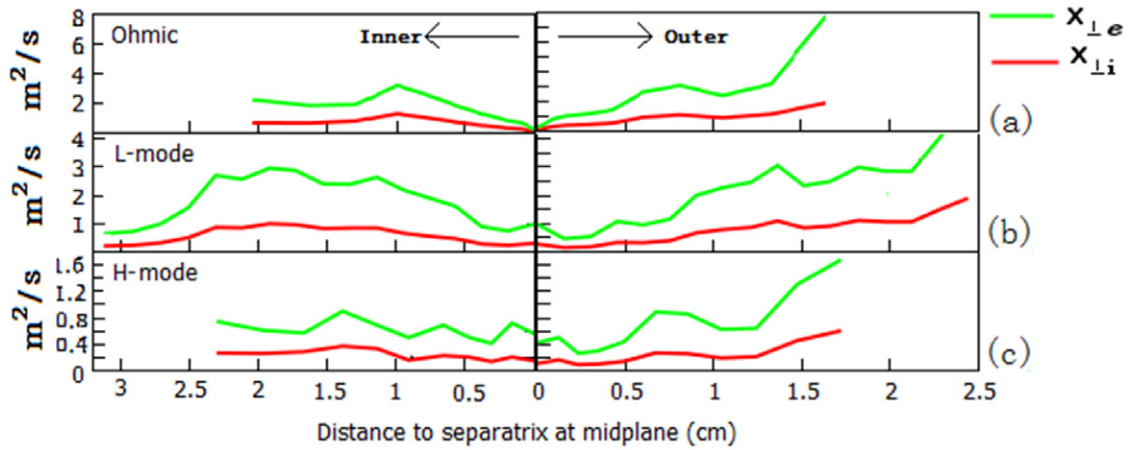 Ohmic
Inner
Outer
m²/s
8
6
4
2
(a)
X⊥e
X⊥i
L-mode
m²/s
4
3
2
1
(b)
H-mode
m²/s
1.6
1.2
0.8
0.4
0
(c)
3 2.5 2 1.5 1 0.5 0 0.5 1 1.5 2 2.5
Distance to separatrix at midplane (cm)